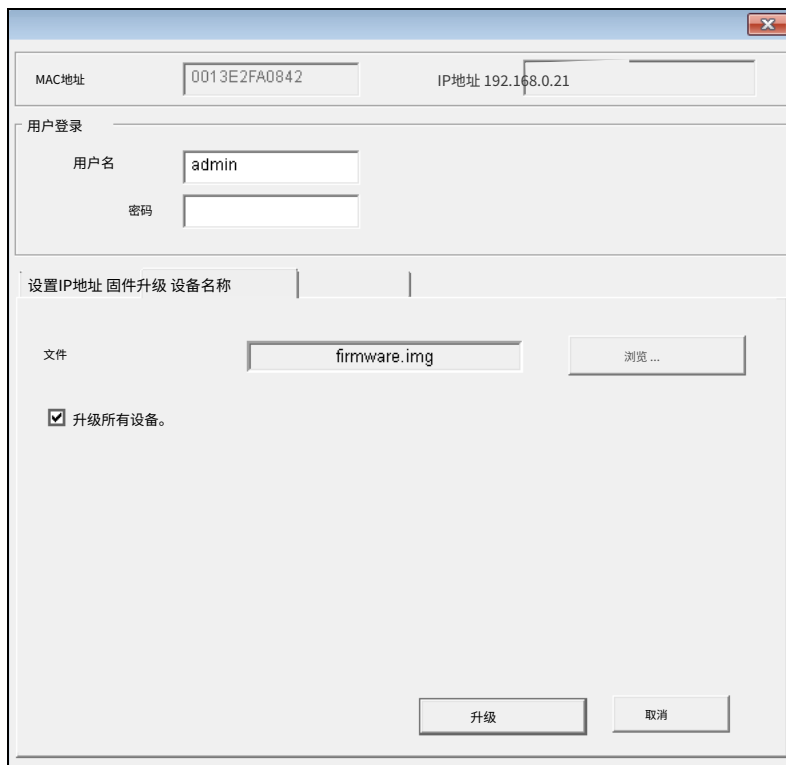 MAC地址 0013E2FA0842 IP地址 192.168.0.21
用户登录
用户名 admin
密码
设置IP地址 固件升级 设备名称
文件 firmware.img 浏览 ...
升级所有设备。
升级 取消